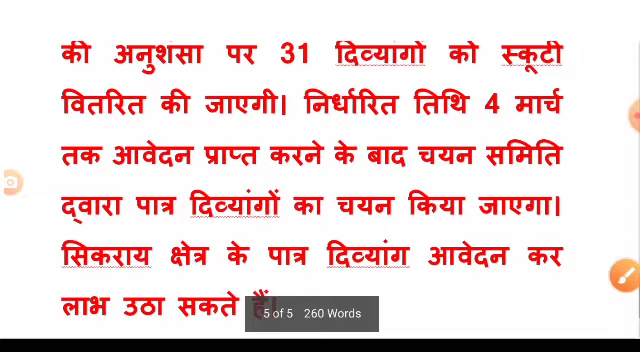 की अनुशंसा पर 31 दिव्यांगों को स्कूटी
वितरित की जाएगी। निर्धारित तिथि 4 मार्च
तक आवेदन प्राप्त करने के बाद चयन समिति
द्वारा पात्र दिव्यांगों का चयन किया जाएगा।
सिकराय क्षेत्र के पात्र दिव्यांग आवेदन कर
लाभ उठा सकते हैं।
5 of 5 260 Words